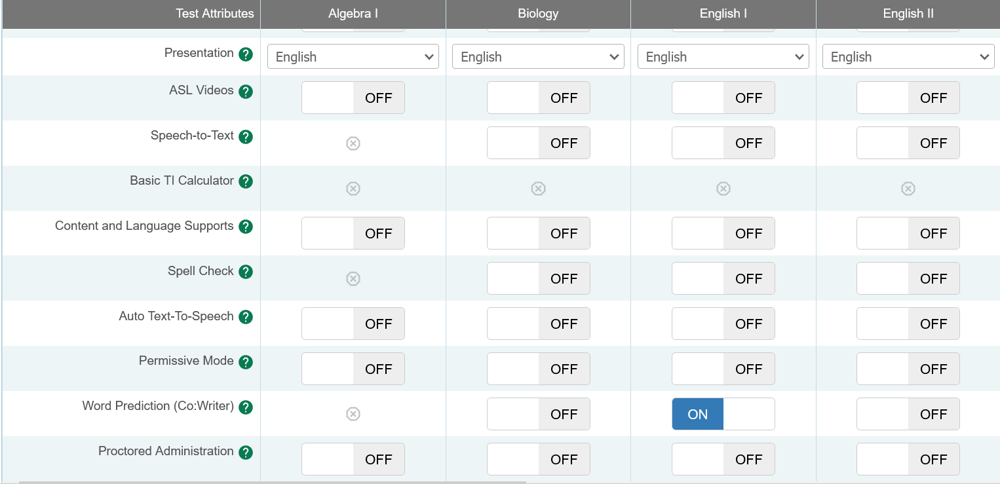 Test Attributes Algebra I Biology English I English II
Presentation ? English English English English
ASL Videos ? OFF OFF OFF OFF
Speech-to-Text ? OFF OFF OFF
Basic TI Calculator ?
Content and Language Supports ? OFF OFF OFF OFF
Spell Check ? OFF OFF OFF
Auto Text-To-Speech ? OFF OFF OFF OFF
Permissive Mode ? OFF OFF OFF OFF
Word Prediction (Co:Writer) ? OFF ON OFF
Proctored Administration ? OFF OFF OFF OFF